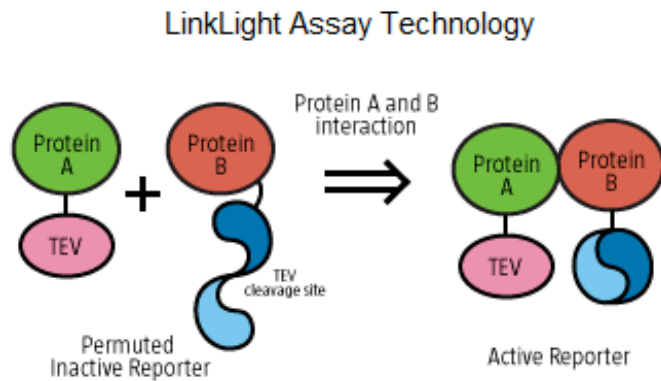 LinkLight Assay Technology
Protein
A
TEV
+
Protein
B
TEV
cleavage site
Permuted
Inactive Reporter
Protein A and B
interaction
Protein
A
TEV
Protein
B
Active Reporter